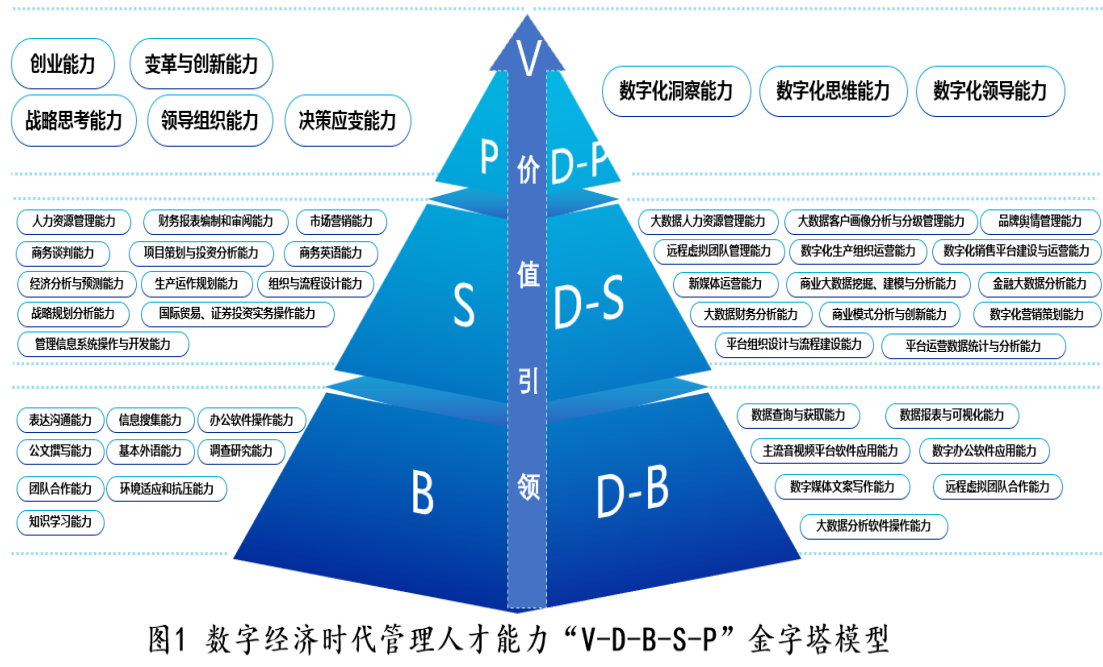 V
创业能力 变革与创新能力
战略思考能力 领导组织能力 决策应变能力
数字化洞察能力 数字化思维能力 数字化领导能力
P
D-P
人力资源管理能力 财务报表编制和审阅能力 市场营销能力
商务谈判能力 项目策划与投资分析能力 商务英语能力
经济分析与预测能力 生产运作规划能力 组织与流程设计能力
战略规划分析能力 国际贸易、证券投资实务操作能力
管理信息系统操作与开发能力
S
D-S
大数据人力资源管理能力 大数据客户画像分析与分级管理能力 品牌舆情管理能力
远程虚拟团队管理能力 数字化生产组织运营能力 数字化销售平台建设与运营能力
新媒体运营能力 商业大数据挖掘、建模与分析能力 金融大数据分析能力
大数据财务分析能力 商业模式分析与创新能力 数字化营销策划能力
平台组织设计与流程建设能力 平台运营数据统计与分析能力
表达沟通能力 信息搜集能力 办公软件操作能力
公文撰写能力 基本外语能力 调查研究能力
团队合作能力 环境适应和抗压能力
知识学习能力
B
D-B
数据查询与获取能力 数据报表与可视化能力
主流音视频平台软件应用能力 数字办公软件应用能力
数字媒体文案写作能力 远程虚拟团队合作能力
大数据分析软件操作能力
价值引领
图1 数字经济时代管理人才能力“V-D-B-S-P”金字塔模型